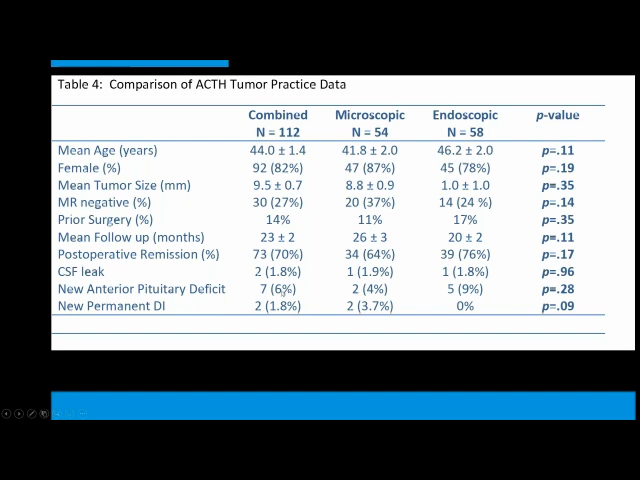 Table 4: Comparison of ACTH Tumor Practice Data
Combined Microscopic Endoscopic p-value
N = 112 N = 54 N = 58
Mean Age (years) 44.0 ± 1.4 41.8 ± 2.0 46.2 ± 2.0 p=.11
Female (%) 92 (82%) 47 (87%) 45 (78%) p=.19
Mean Tumor Size (mm) 9.5 ± 0.7 8.8 ± 0.9 1.0 ± 1.0 p=.35
MR negative (%) 30 (27%) 20 (37%) 14 (24 %) p=.14
Prior Surgery (%) 14% 11% 17% p=.35
Mean Follow up (months) 23 ± 2 26 ± 3 20 ± 2 p=.11
Postoperative Remission (%) 73 (70%) 34 (64%) 39 (76%) p=.17
CSF leak 2 (1.8%) 1 (1.9%) 1 (1.8%) p=.96
New Anterior Pituitary Deficit 7 (6%) 2 (4%) 5 (9%) p=.28
New Permanent DI 2 (1.8%) 2 (3.7%) 0% p=.09